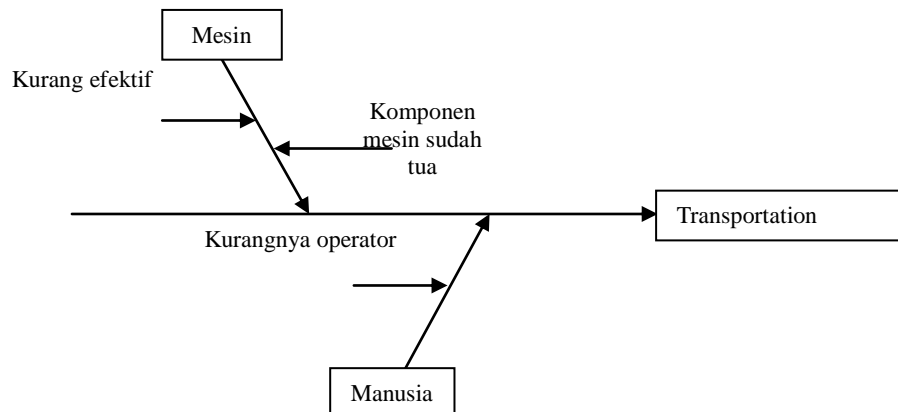 Mesin
Kurang efektif
Komponen
mesin sudah
tua
Transportation
Kurangnya operator
Manusia